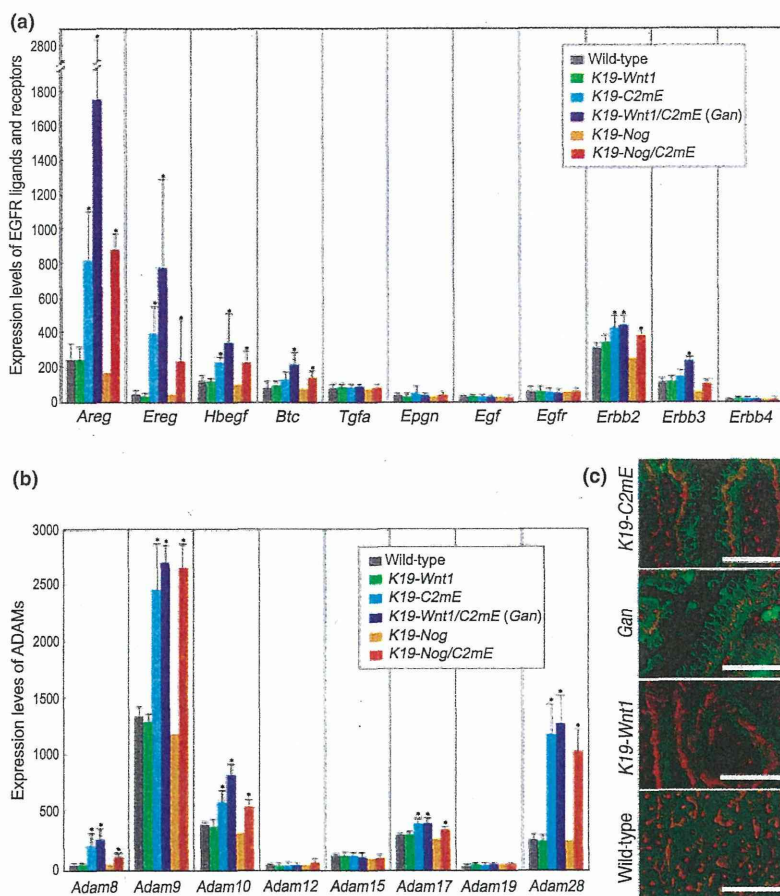 (a)
Expression levels of EGFR ligands and receptors
2800
1800
1600
1400
1200
1000
800
600
400
200
0
Wild-type
K19-Wnt1
K19-C2mE
K19-Wnt1/C2mE (Gan)
K19-Nog
K19-Nog/C2mE
Areg Ereg Hbegf Btc Tgfa Epgn Egf Egfr Erbb2 Erbb3 Erbb4
(b)
Expression leves of ADAMs
3000
2500
2000
1500
1000
500
0
Wild-type
K19-Wnt1
K19-C2mE
K19-Wnt1/C2mE (Gan)
K19-Nog
K19-Nog/C2mE
Adam8 Adam9 Adam10 Adam12 Adam15 Adam17 Adam19 Adam28
(c)
K19-C2mE
Gan
K19-Wnt1
Wild-type